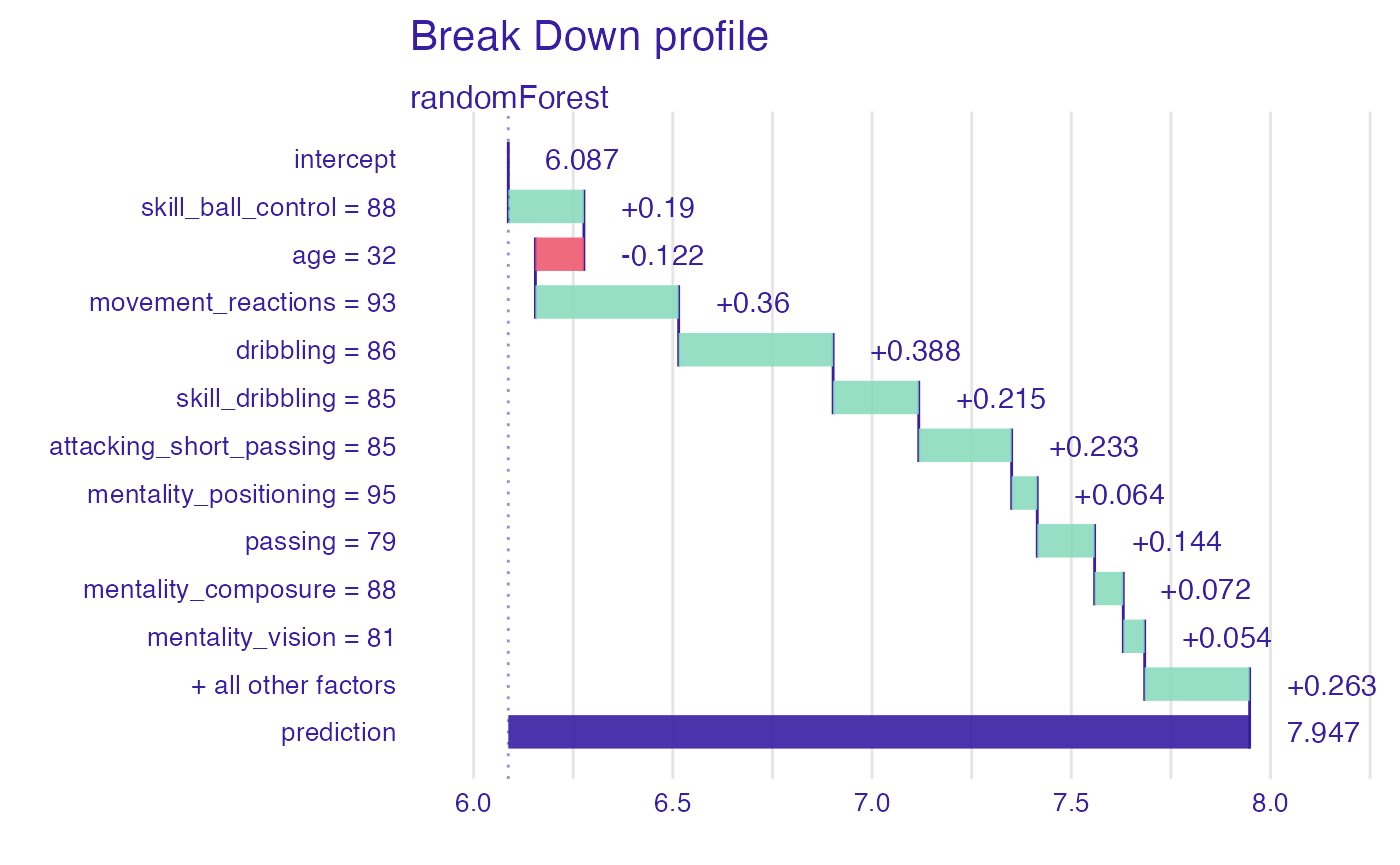 Break Down profile
randomForest
intercept 6.087
skill_ball_control = 88 +0.19
age = 32 -0.122
movement_reactions = 93 +0.36
dribbling = 86 +0.388
skill_dribbling = 85 +0.215
attacking_short_passing = 85 +0.233
mentality_positioning = 95 +0.064
passing = 79 +0.144
mentality_composure = 88 +0.072
mentality_vision = 81 +0.054
+ all other factors +0.263
prediction 7.947
6.0 6.5 7.0 7.5 8.0